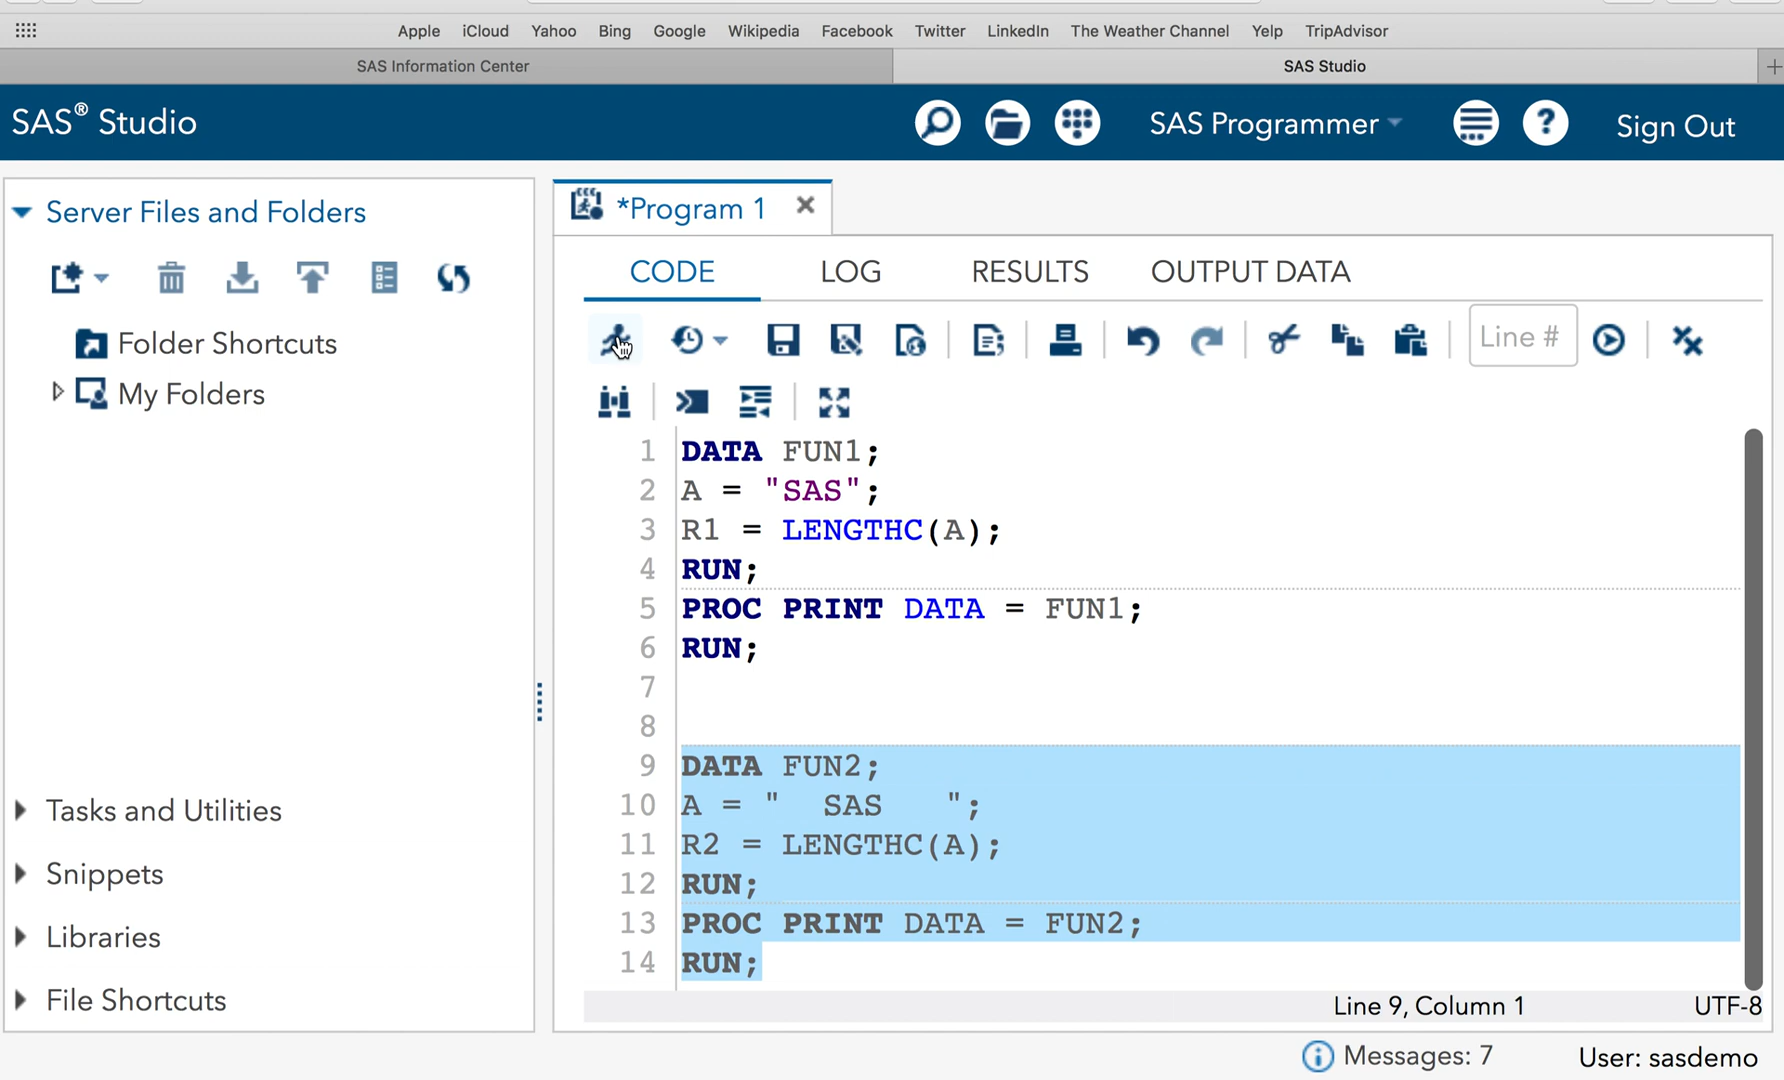 Apple iCloud Yahoo Bing Google Wikipedia Facebook Twitter LinkedIn The Weather Channel Yelp TripAdvisor
SAS Information Center
SAS Studio
SAS® Studio
SAS Programmer
Sign Out
Server Files and Folders
Folder Shortcuts
My Folders
Tasks and Utilities
Snippets
Libraries
File Shortcuts
*Program 1
CODE LOG RESULTS OUTPUT DATA
Line #
1 DATA FUN1;
2 A = "SAS";
3 R1 = LENGTHC(A);
4 RUN;
5 PROC PRINT DATA = FUN1;
6 RUN;
7
8
9 DATA FUN2;
10 A = "  SAS   ";
11 R2 = LENGTHC(A);
12 RUN;
13 PROC PRINT DATA = FUN2;
14 RUN;
Line 9, Column 1 UTF-8
Messages: 7 User: sasdemo